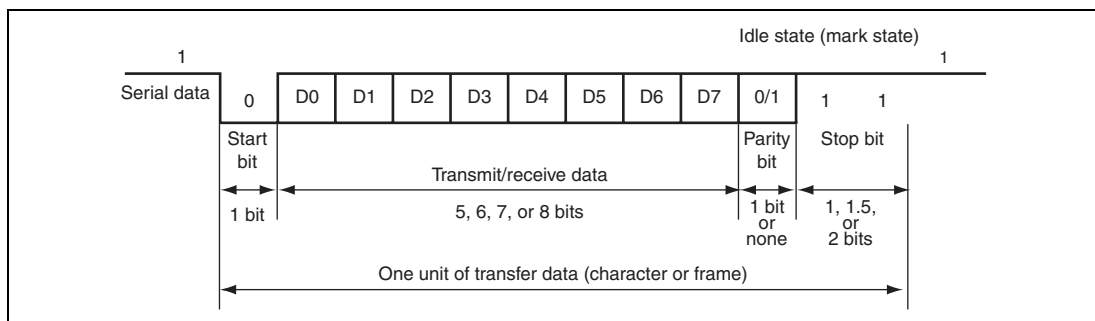 Idle state (mark state)
1
1
Serial data
0
D0
D1
D2
D3
D4
D5
D6
D7
0/1
1
1
Start
bit
Parity
bit
Stop bit
Transmit/receive data
1 bit
5, 6, 7, or 8 bits
1 bit
or
none
1, 1.5,
or
2 bits
One unit of transfer data (character or frame)